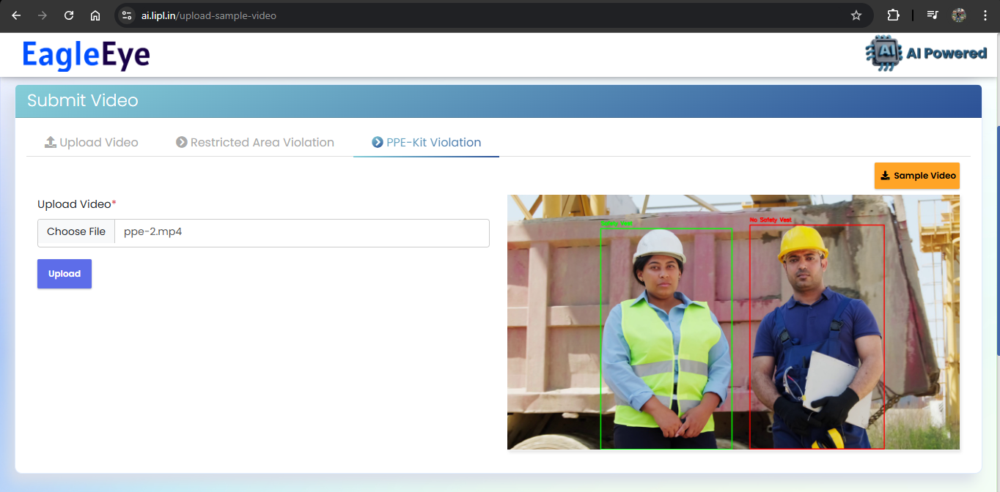 ai.lipl.in/upload-sample-video
EagleEye
AI AI Powered
Submit Video
Upload Video
Restricted Area Violation
PPE-Kit Violation
Sample Video
Upload Video*
Choose File ppe-2.mp4
Upload
Safety Vest
No Safety Vest